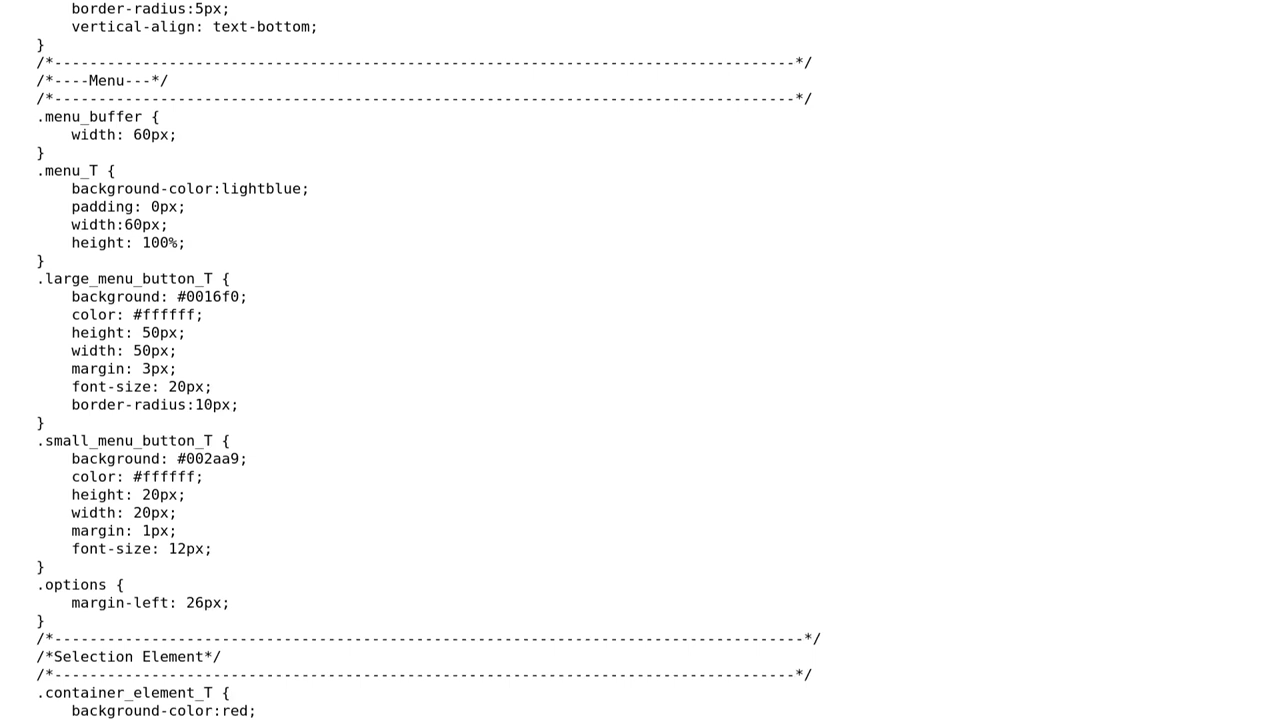 border-radius:5px;
vertical-align: text-bottom;
}
/*------------------------------------------------------------------------------------*/
/*----Menu---*/
/*------------------------------------------------------------------------------------*/
.menu_buffer {
width: 60px;
}
.menu_T {
background-color:lightblue;
padding: 0px;
width:60px;
height: 100%;
}
.large_menu_button_T {
background: #0016f0;
color: #ffffff;
height: 50px;
width: 50px;
margin: 3px;
font-size: 20px;
border-radius:10px;
}
.small_menu_button_T {
background: #002aa9;
color: #ffffff;
height: 20px;
width: 20px;
margin: 1px;
font-size: 12px;
}
.options {
margin-left: 26px;
}
/*-------------------------------------------------------------------------------------*/
/*Selection Element*/
/*------------------------------------------------------------------------------------*/
.container_element_T {
background-color:red;